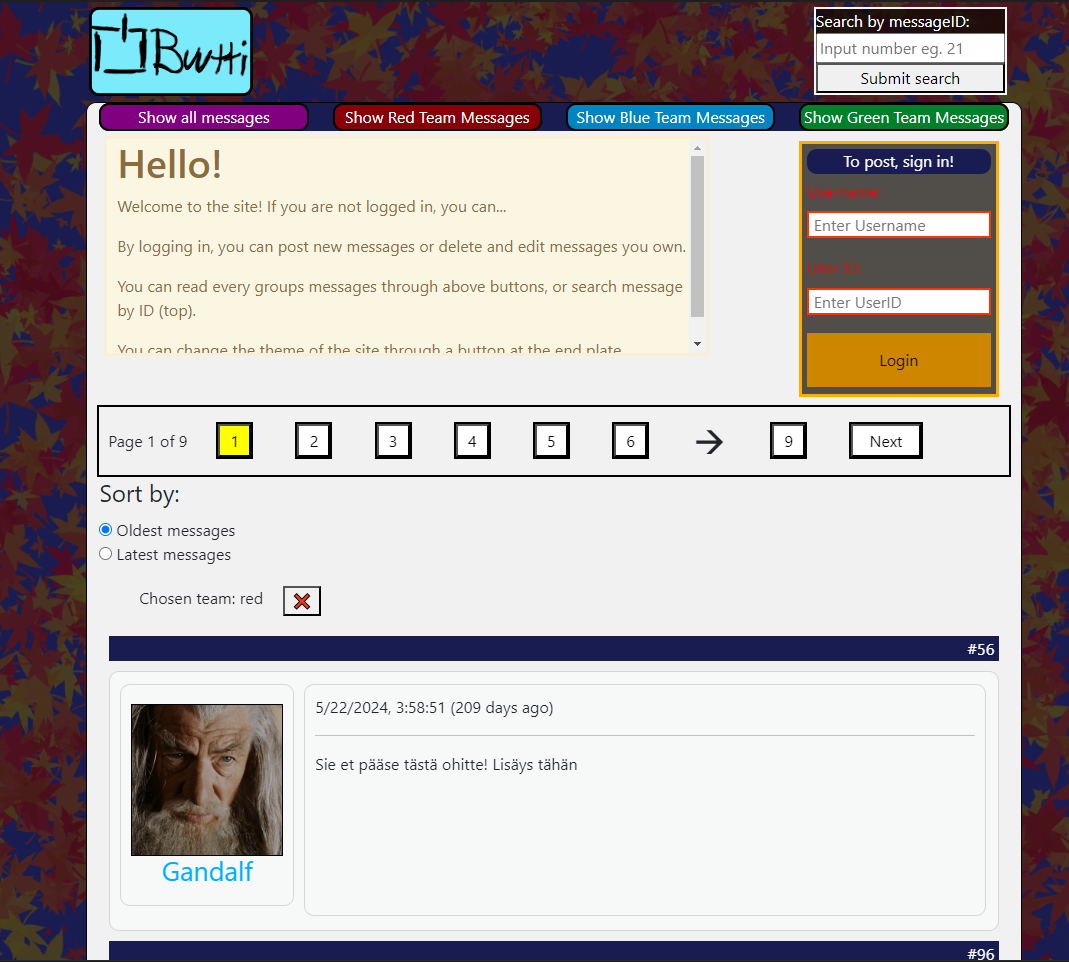 Burtti
Search by messageID:
Input number eg. 21
Submit search
Show all messages
Show Red Team Messages
Show Blue Team Messages
Show Green Team Messages
Hello!
Welcome to the site! If you are not logged in, you can...
By logging in, you can post new messages or delete and edit messages you own.
You can read every groups messages through above buttons, or search message
by ID (top).
You can change the theme of the site through a button at the end plate
To post, sign in!
Username:
Enter Username
User ID:
Enter UserID
Login
Page 1 of 9
1
2
3
4
5
6
→
9
Next
Sort by:
Oldest messages
Latest messages
Chosen team: red
#56
5/22/2024, 3:58:51 (209 days ago)
Sie et pääse tästä ohitte! Lisäys tähän
Gandalf
#96